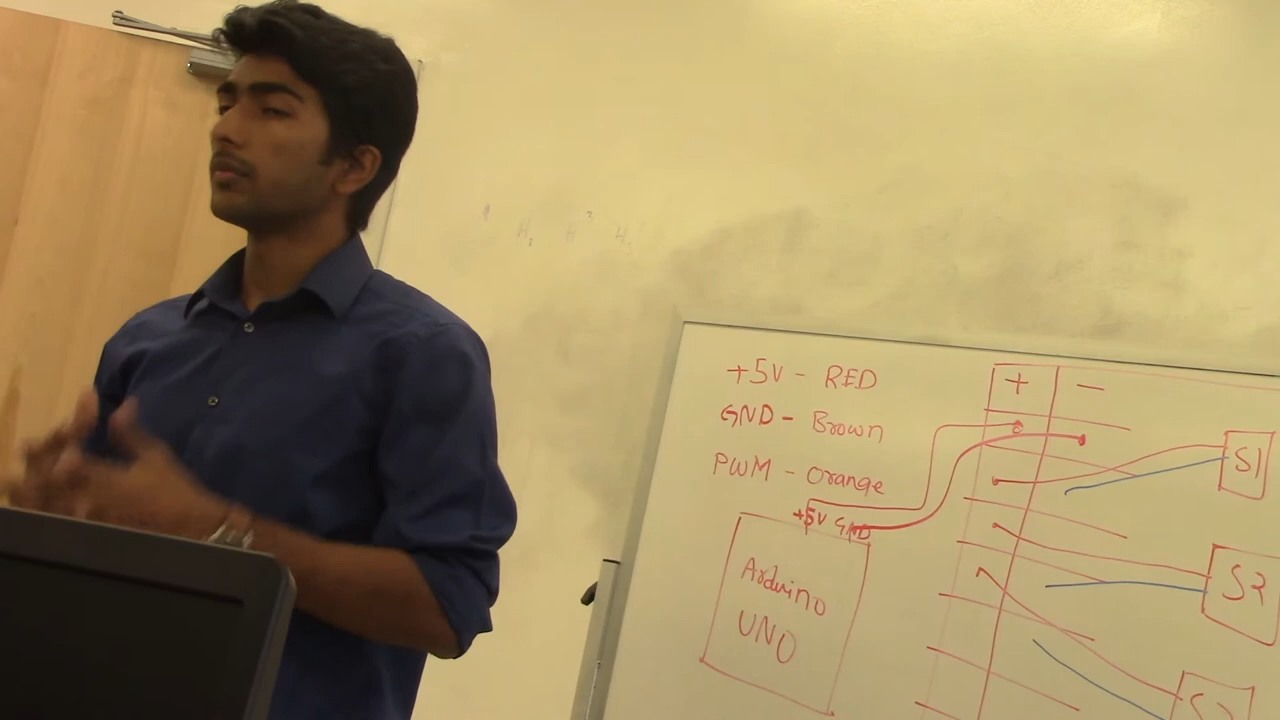 +5V - RED
GND - Brown
PWM - Orange
+5V GND
Arduino
UNO
+ -
S1
S2